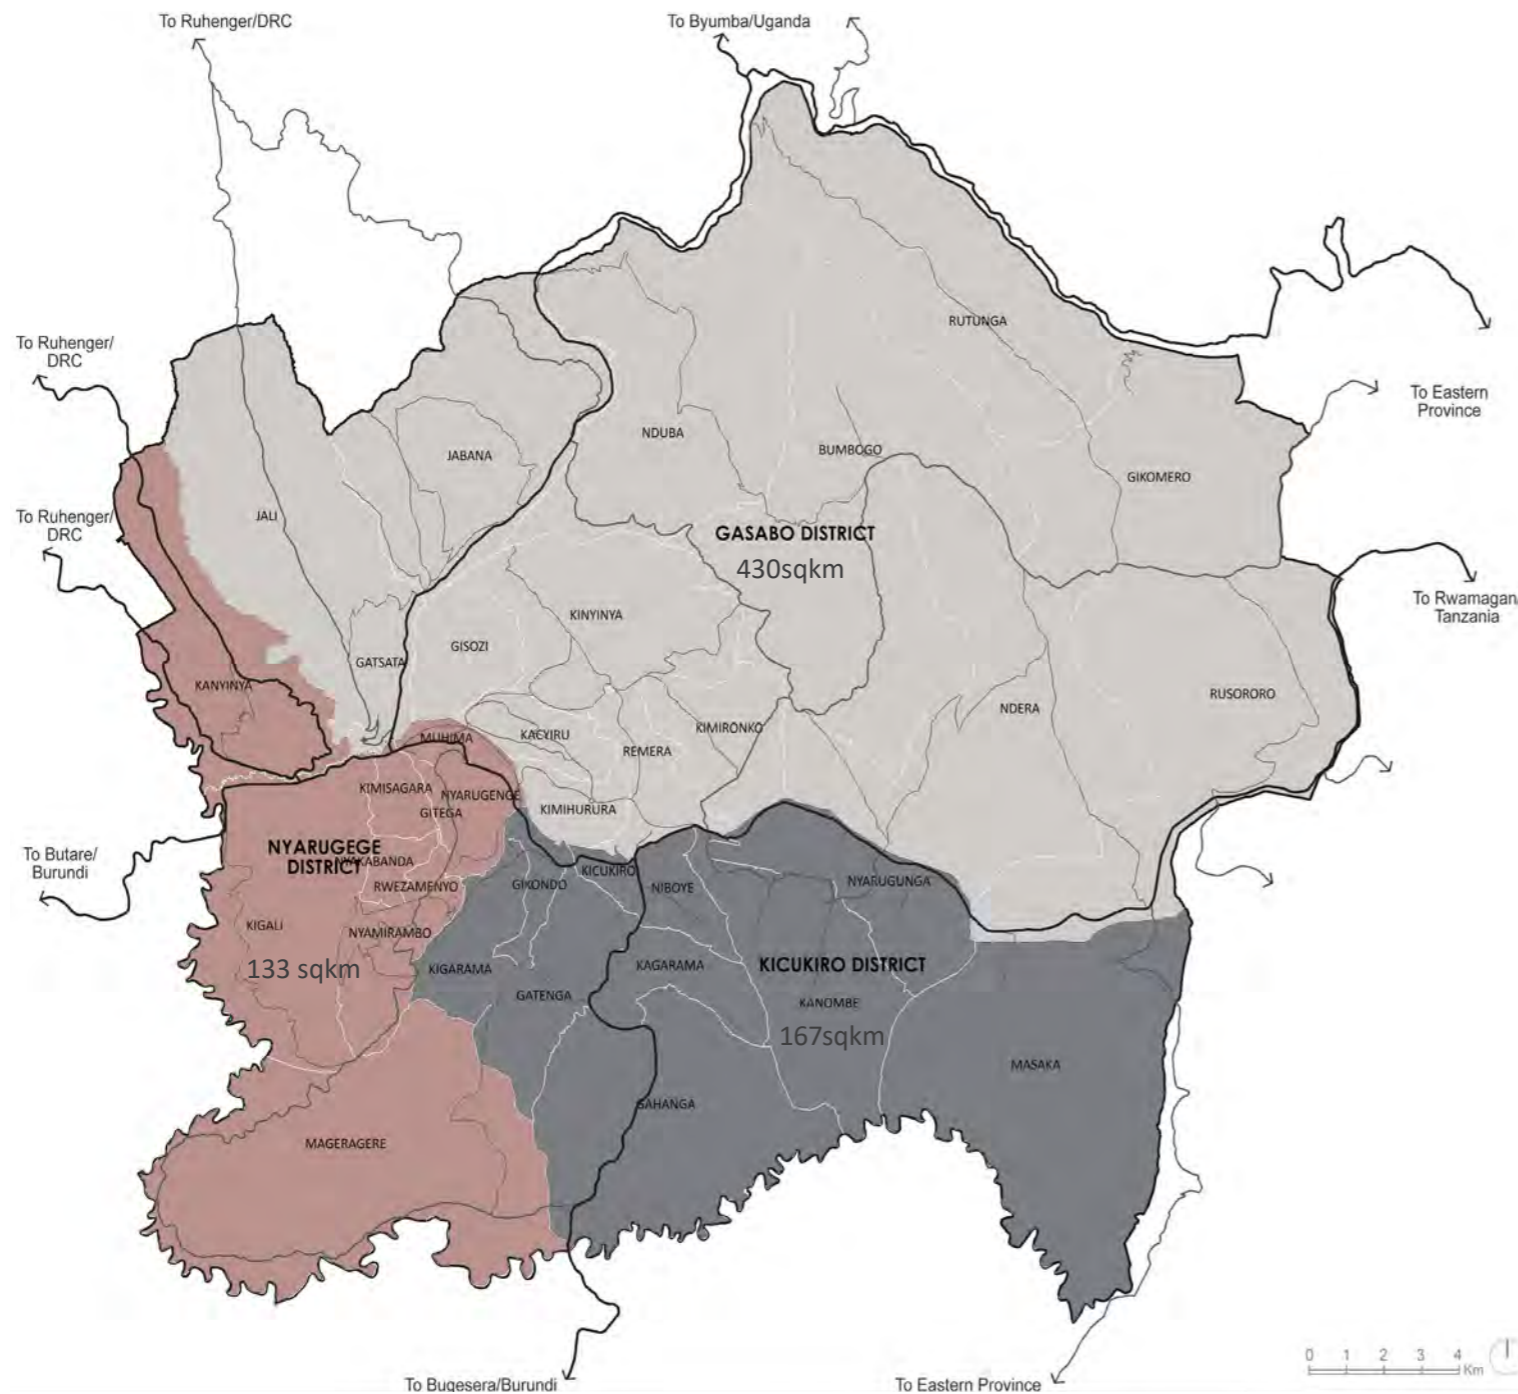 To Ruhenger/DRC
To Byumba/Uganda
RUTUNGA
To Ruhenger/
DRC
To Eastern
Province
NDUBA
BUMBOGO
JABANA
GIKOMERO
JALI
To Ruhenger/
DRC
GASABO DISTRICT
430sqkm
To Rwamagan
Tanzania
KINYINYA
GISOZI
GATSATA
KANYINYA
RUSORORO
NDERA
KIMIRONKO
KACYIRU
MUHIMA
REMERA
KIMISAGARA
NYARUGENGE
GITEGA
KIMIHURURA
NYARUGEGE
DISTRICT
NYAKABANDA
To Butare/
Burundi
RWEZAMENYO
GIKONDO
KICUKIRO
NIBOYE
NYARUGUNGA
KIGALI
NYAMIRAMBO
133 sqkm
KIGARAMA
KAGARAMA
KICUKIRO DISTRICT
GATENGA
KANOMBE
167sqkm
MASAKA
GAHANGA
MAGERAGERE
0 1 2 3 4
Km
To Bugesera/Burundi
To Eastern Province